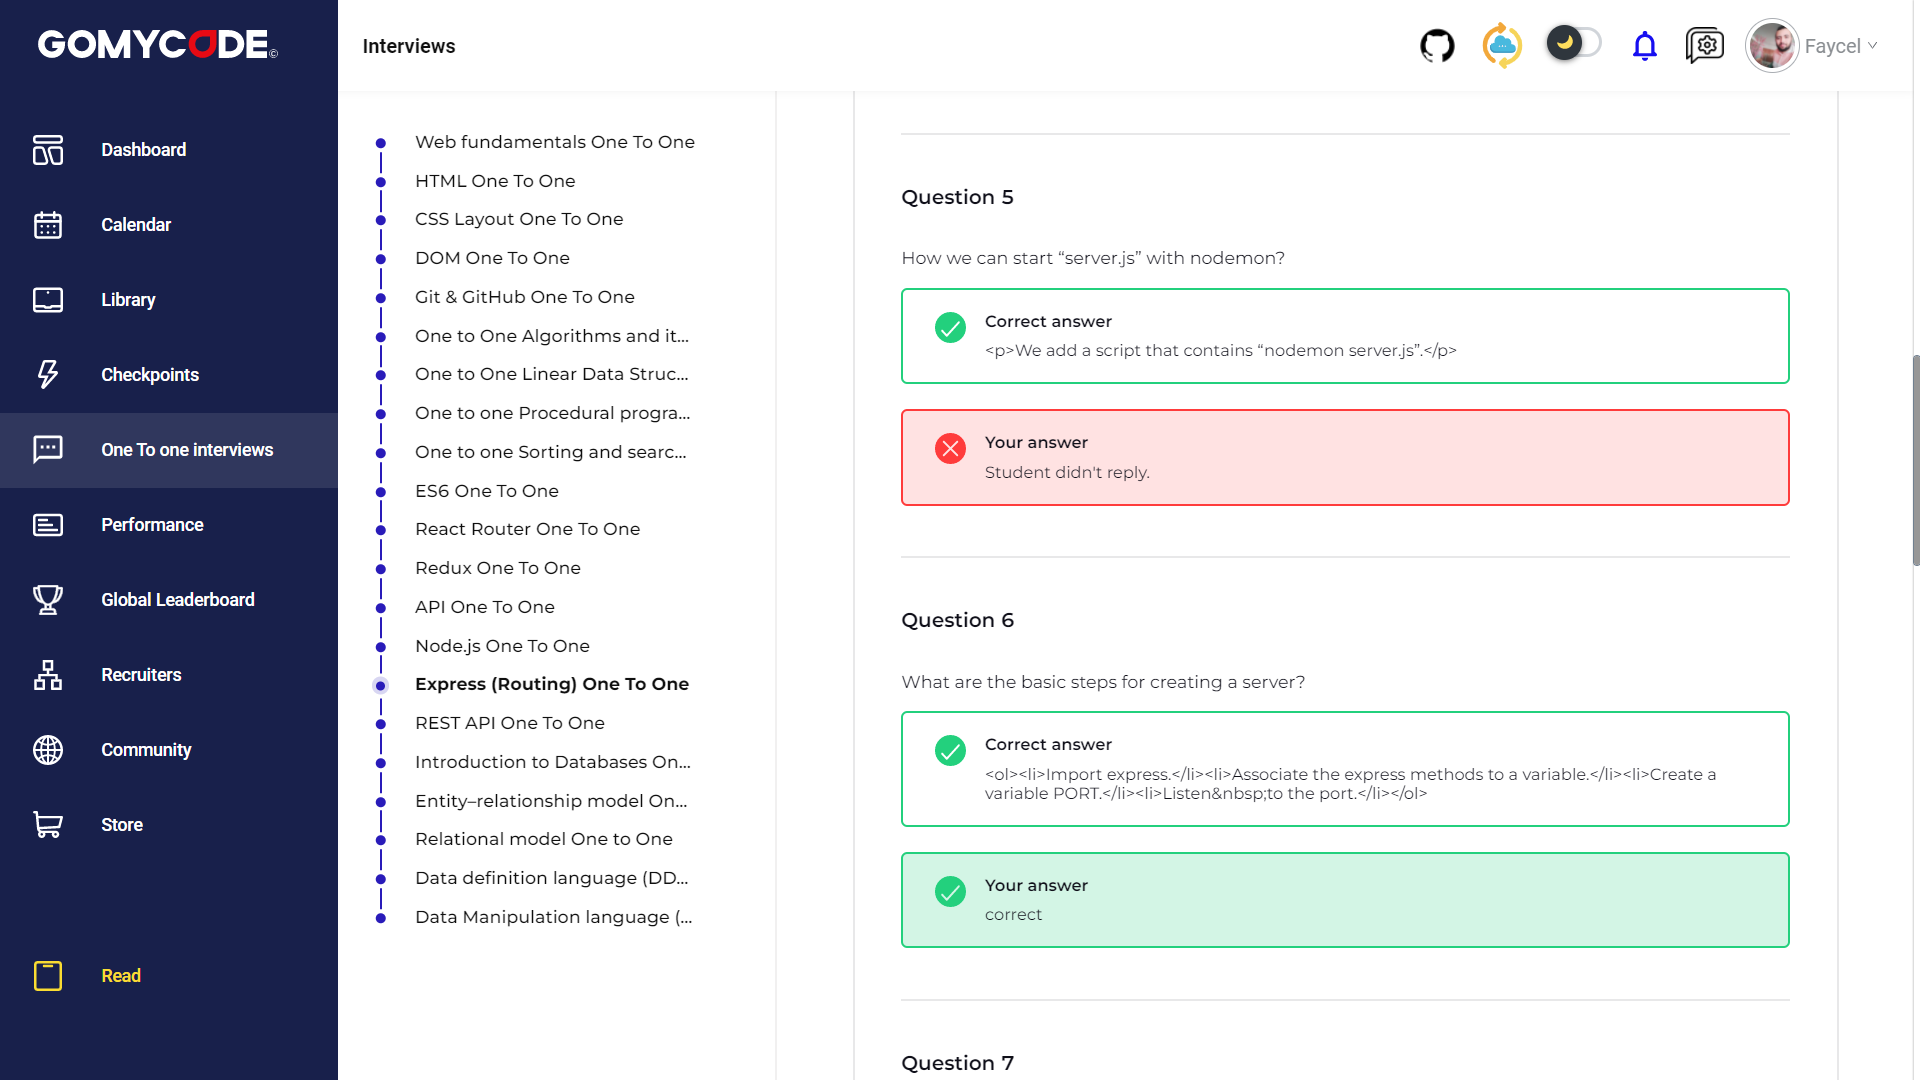 GOMYCODE©
Interviews
Faycel
Dashboard
Calendar
Library
Checkpoints
One To one interviews
Performance
Global Leaderboard
Recruiters
Community
Store
Read
Web fundamentals One To One
HTML One To One
CSS Layout One To One
DOM One To One
Git & GitHub One To One
One to One Algorithms and it...
One to One Linear Data Struc...
One to one Procedural progra...
One to one Sorting and searc...
ES6 One To One
React Router One To One
Redux One To One
API One To One
Node.js One To One
Express (Routing) One To One
REST API One To One
Introduction to Databases On...
Entity–relationship model On...
Relational model One to One
Data definition language (DD...
Data Manipulation language (...
Question 5
How we can start “server.js” with nodemon?
Correct answer
<p>We add a script that contains “nodemon server.js”.</p>
Your answer
Student didn't reply.
Question 6
What are the basic steps for creating a server?
Correct answer
<ol><li>Import express.</li><li>Associate the express methods to a variable.</li><li>Create a
variable PORT.</li><li>Listen&nbsp;to the port.</li></ol>
Your answer
correct
Question 7